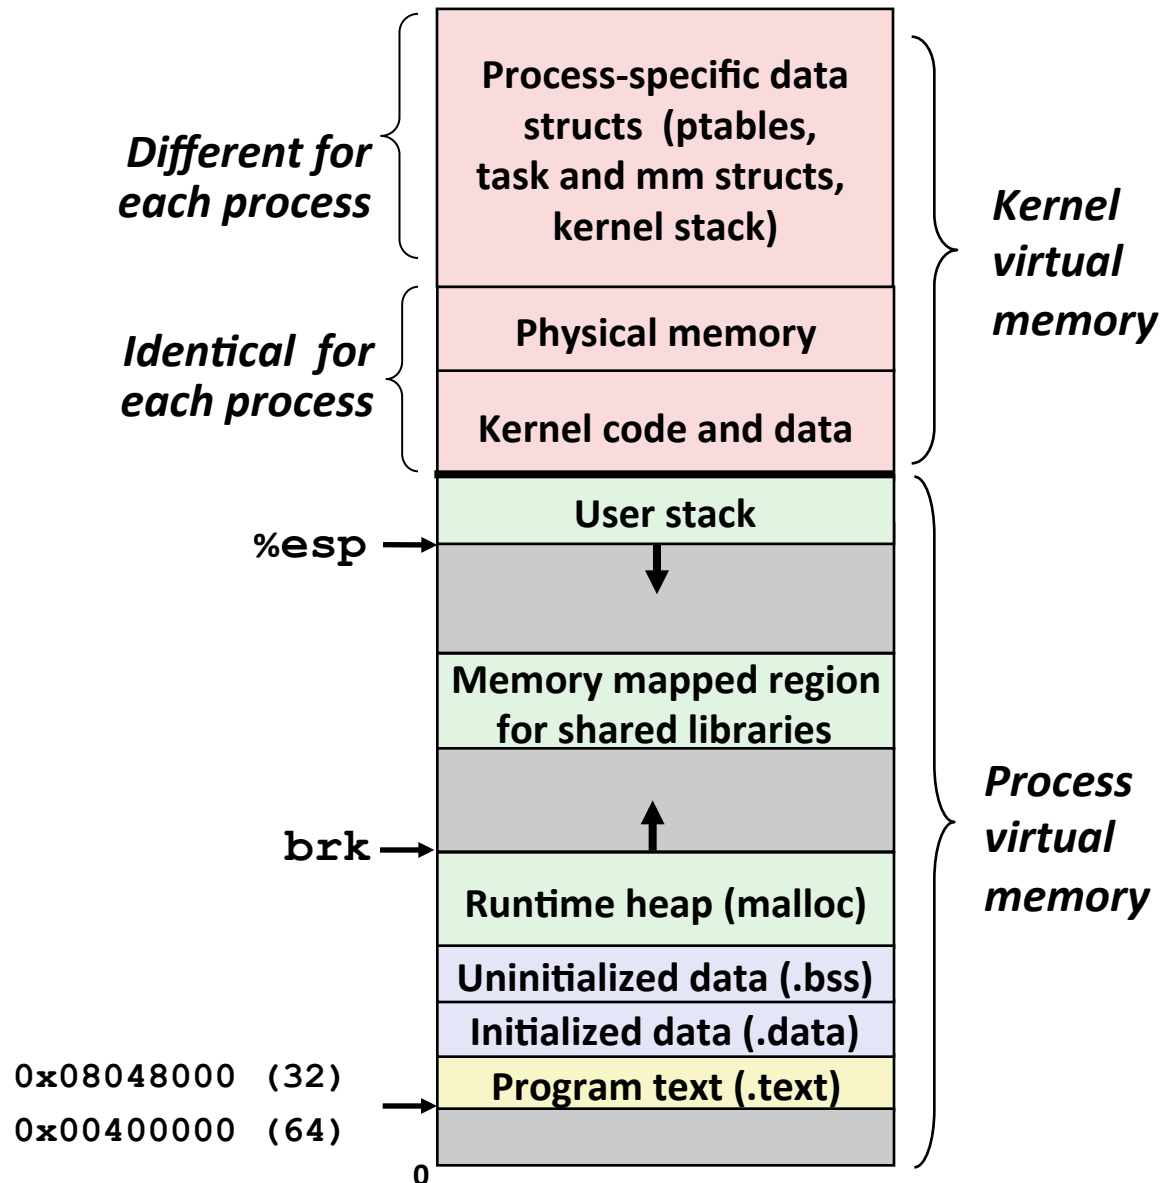 Process-specific data
structs (ptables,
task and mm structs,
kernel stack)
Different for
each process
Kernel
virtual
memory
Physical memory
Identical for
each process
Kernel code and data
User stack
%esp
Memory mapped region
for shared libraries
Process
virtual
memory
brk
Runtime heap (malloc)
Uninitialized data (.bss)
Initialized data (.data)
Program text (.text)
0x08048000 (32)
0x00400000 (64)
0